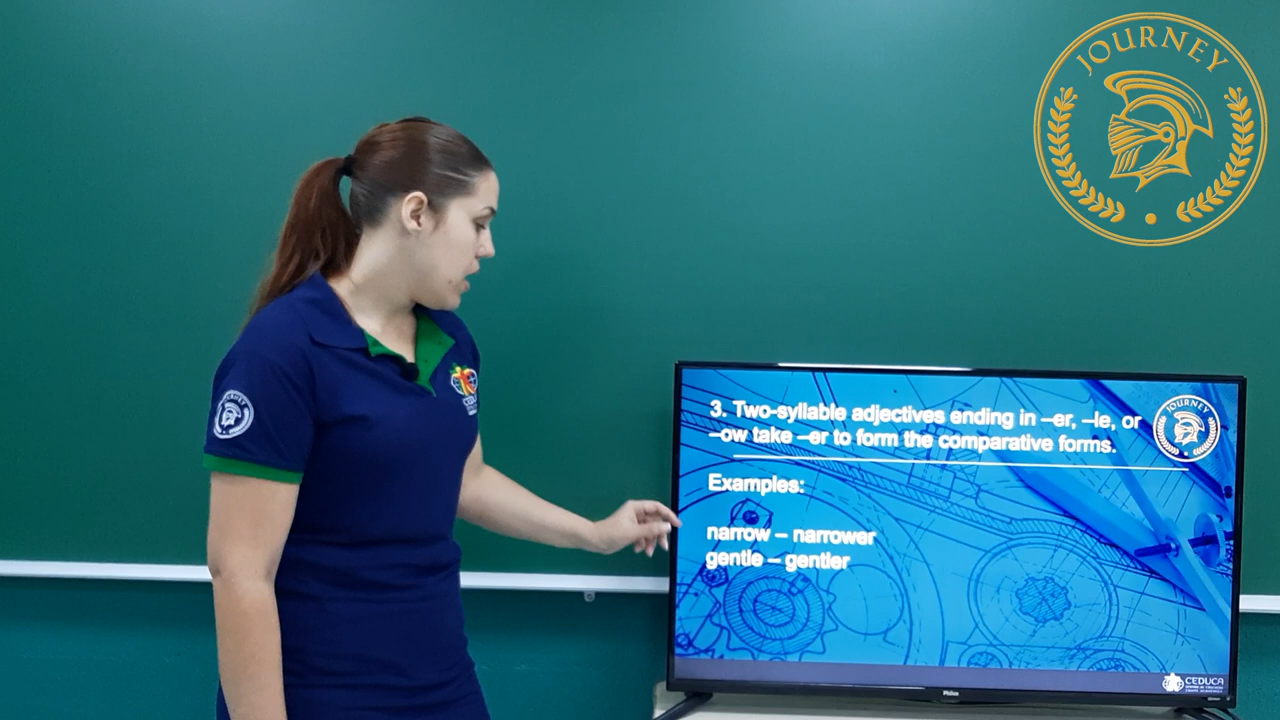 JOURNEY
3. Two-syllable adjectives ending in –er, –le, or
–ow take –er to form the comparative forms.
JOURNEY
Examples:
narrow – narrower
gentle – gentler
CEDUCA
Philco